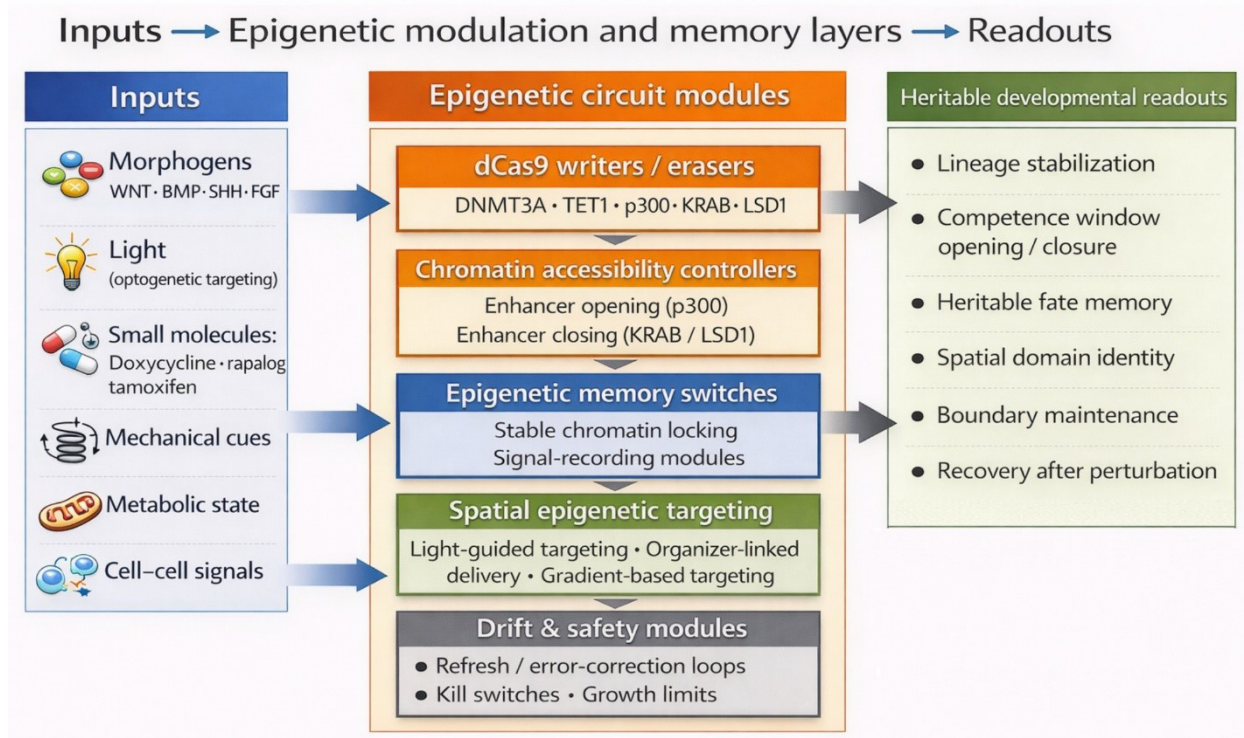 Inputs → Epigenetic modulation and memory layers → Readouts
Inputs
Morphogens
WNT · BMP · SHH · FGF
Light
(optogenetic targeting)
Small molecules:
Doxycycline · rapalog
tamoxifen
Mechanical cues
Metabolic state
Cell–cell signals
Epigenetic circuit modules
dCas9 writers / erasers
DNMT3A · TET1 · p300 · KRAB · LSD1
Chromatin accessibility controllers
Enhancer opening (p300)
Enhancer closing (KRAB / LSD1)
Epigenetic memory switches
Stable chromatin locking
Signal-recording modules
Spatial epigenetic targeting
Light-guided targeting · Organizer-linked
delivery · Gradient-based targeting
Drift & safety modules
● Refresh / error-correction loops
● Kill switches · Growth limits
Heritable developmental readouts
● Lineage stabilization
● Competence window
opening / closure
● Heritable fate memory
● Spatial domain identity
● Boundary maintenance
● Recovery after perturbation